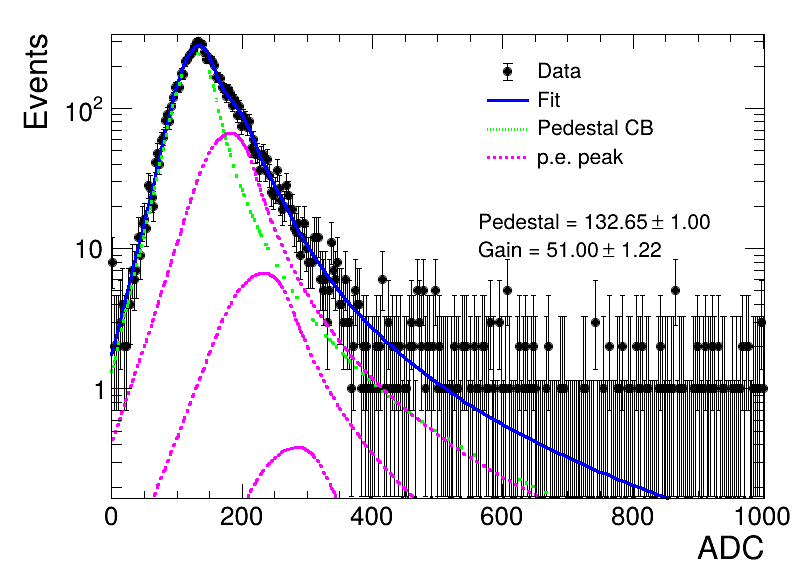 Events
10²
10
1
0
200
400
600
800
1000
ADC
Data
Fit
Pedestal CB
p.e. peak
Pedestal = 132.65 ± 1.00
Gain = 51.00 ± 1.22